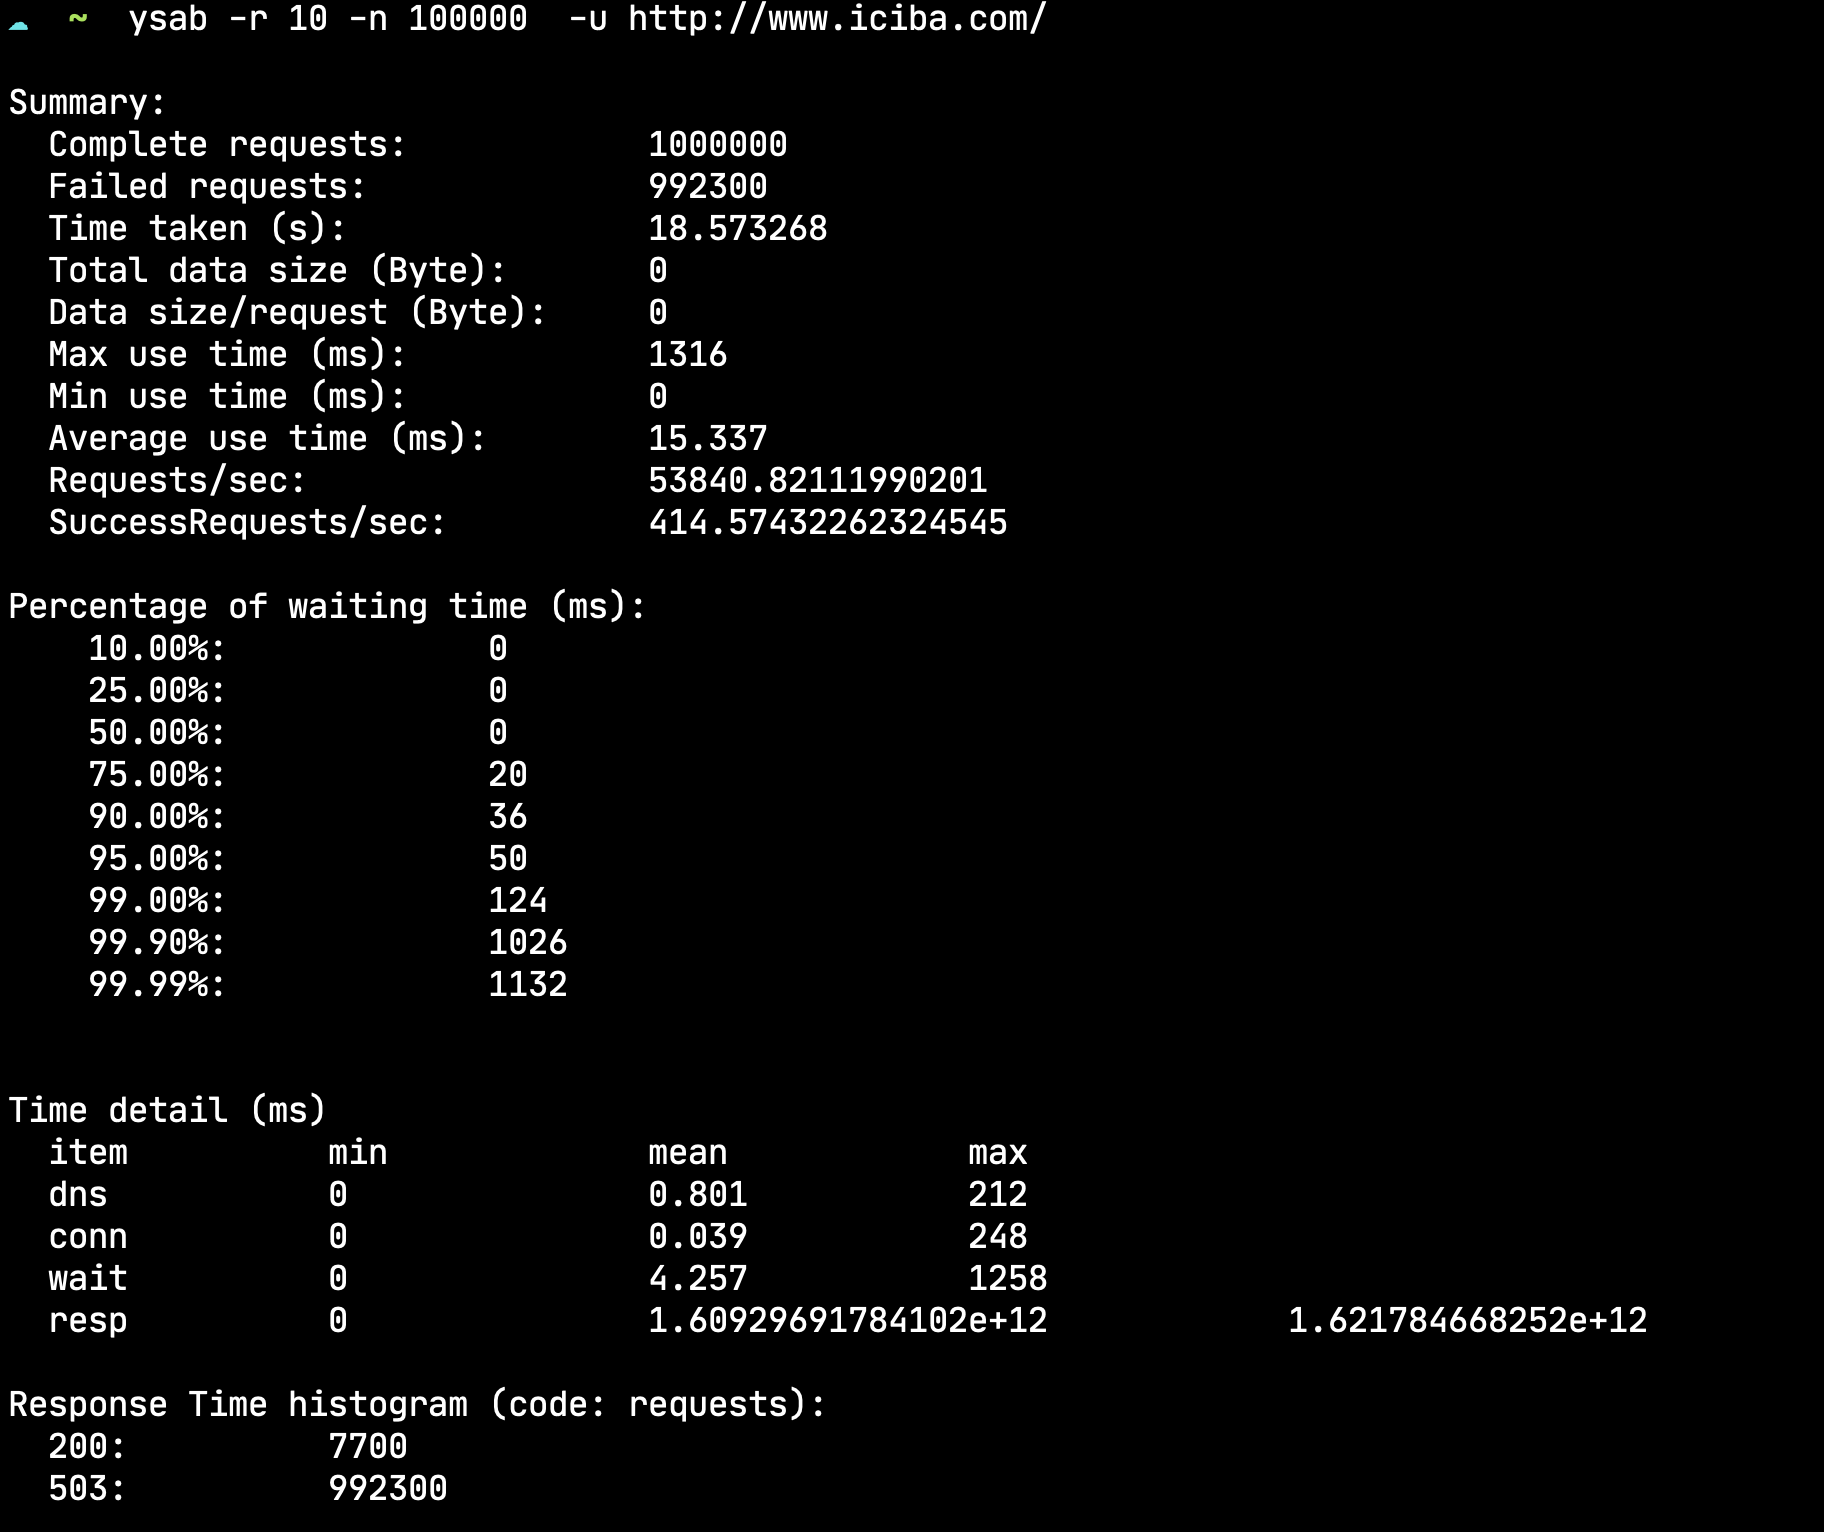 ~ ysab -r 10 -n 100000 -u http://www.iciba.com/
Summary:
Complete requests: 1000000
Failed requests: 992300
Time taken (s): 18.573268
Total data size (Byte): 0
Data size/request (Byte): 0
Max use time (ms): 1316
Min use time (ms): 0
Average use time (ms): 15.337
Requests/sec: 53840.82111990201
SuccessRequests/sec: 414.57432262324545
Percentage of waiting time (ms):
10.00%: 0
25.00%: 0
50.00%: 0
75.00%: 20
90.00%: 36
95.00%: 50
99.00%: 124
99.90%: 1026
99.99%: 1132
Time detail (ms)
item min mean max
dns 0 0.801 212
conn 0 0.039 248
wait 0 4.257 1258
resp 0 1.60929691784102e+12 1.621784668252e+12
Response Time histogram (code: requests):
200: 7700
503: 992300